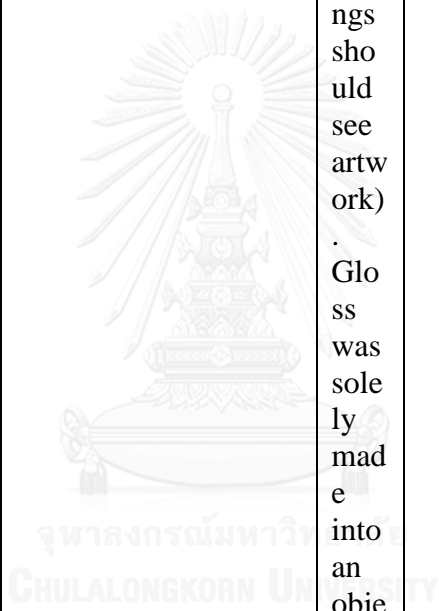 ngs
sho
uld
see
artw
ork)
.
Glo
ss
was
sole
ly
mad
e
into
an
obje
จุฬาลงกรณ์มหาวิทยาลัย
CHULALONGKORN UNIVERSITY